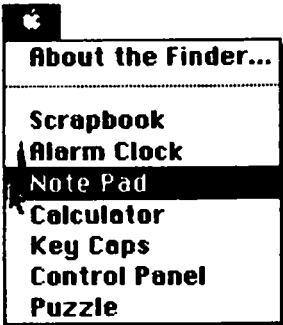 About the Finder...
Scrapbook
Alarm Clock
Note Pad
Calculator
Key Caps
Control Panel
Puzzle